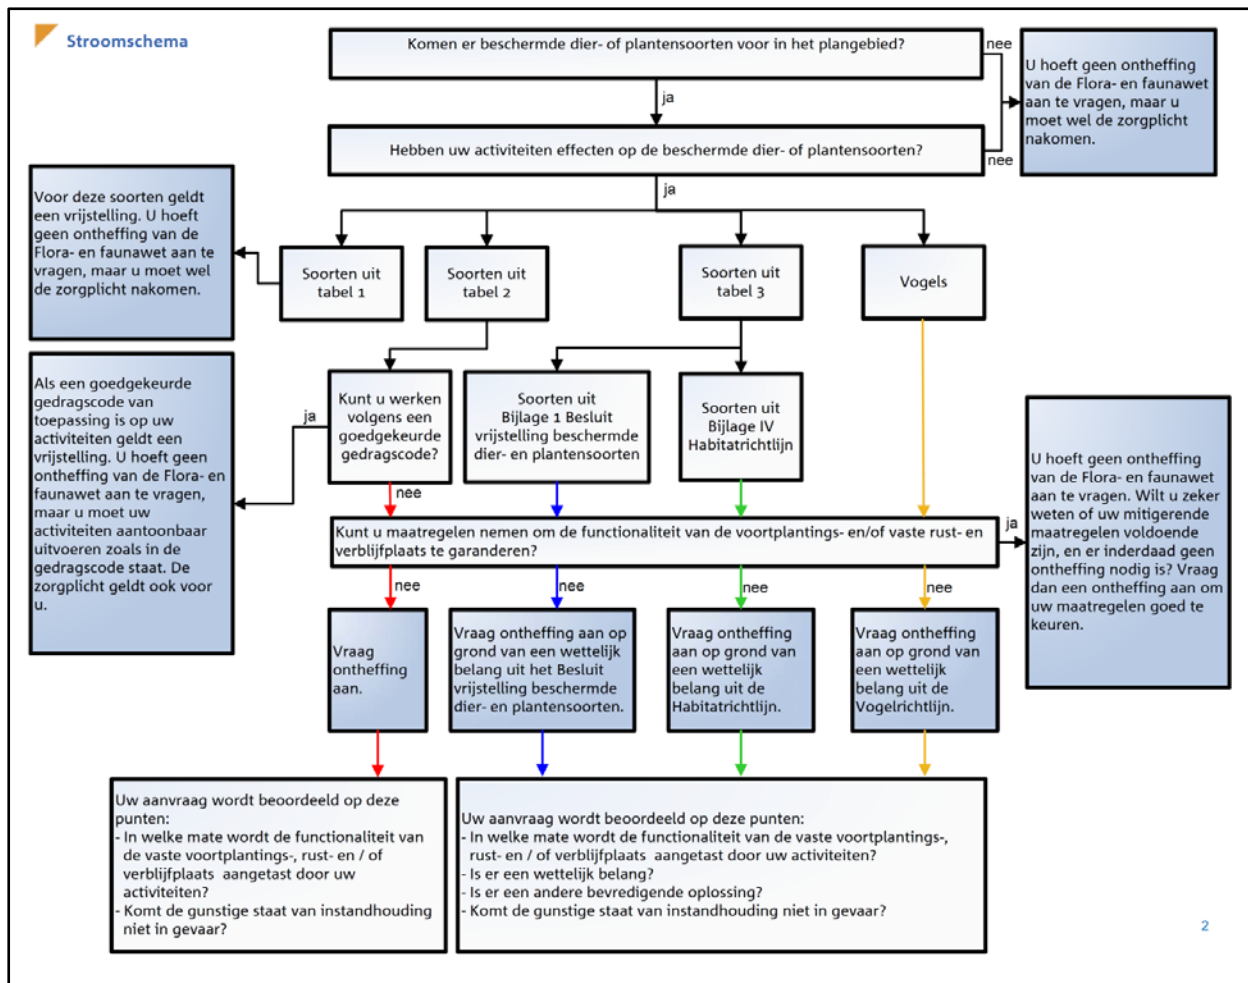 Stroomschema
Komen er beschermde dier- of plantensoorten voor in het plangebied?
nee
U hoeft geen ontheffing
van de Flora- en faunawet
aan te vragen, maar u
moet wel de zorgplicht
nakomen.
ja
Hebben uw activiteiten effecten op de beschermde dier- of plantensoorten?
nee
ja
Voor deze soorten geldt
een vrijstelling. U hoeft
geen ontheffing van de
Flora- en faunawet aan te
vragen, maar u moet wel
de zorgplicht nakomen.
Soorten uit
tabel 1
Soorten uit
tabel 2
Soorten uit
tabel 3
Vogels
Als een goedgekeurde
gedragscode van
toepassing is op uw
activiteiten geldt een
vrijstelling. U hoeft geen
ontheffing van de Flora- en
faunawet aan te vragen,
maar u moet uw
activiteiten aantoonbaar
uitvoeren zoals in de
gedragscode staat. De
zorgplicht geldt ook voor
u.
ja
Kunt u werken
volgens een
goedgekeurde
gedragscode?
Soorten uit
Bijlage 1 Besluit
vrijstelling beschermde
dier- en plantensoorten
Soorten uit
Bijlage IV
Habitatrichtlijn
nee
Kunt u maatregelen nemen om de functionaliteit van de voortplantings- en/of vaste rust- en
verblijfplaats te garanderen?
ja
U hoeft geen ontheffing
van de Flora- en faunawet
aan te vragen. Wilt u zeker
weten of uw mitigerende
maatregelen voldoende
zijn, en er inderdaad geen
ontheffing nodig is? Vraag
dan een ontheffing aan om
uw maatregelen goed te
keuren.
nee
nee
nee
nee
Vraag
ontheffing
aan.
Vraag ontheffing aan op
grond van een wettelijk
belang uit het Besluit
vrijstelling beschermde
dier- en plantensoorten.
Vraag ontheffing
aan op grond van
een wettelijk
belang uit de
Habitatrichtlijn.
Vraag ontheffing
aan op grond van
een wettelijk
belang uit de
Vogelrichtlijn.
Uw aanvraag wordt beoordeeld op deze
punten:
- In welke mate wordt de functionaliteit van
de vaste voortplantings-, rust- en / of
verblijfplaats aangetast door uw
activiteiten?
- Komt de gunstige staat van instandhouding
niet in gevaar?
Uw aanvraag wordt beoordeeld op deze punten:
- In welke mate wordt de functionaliteit van de vaste voortplantings-,
rust- en / of verblijfplaats aangetast door uw activiteiten?
- Is er een wettelijk belang?
- Is er een andere bevredigende oplossing?
- Komt de gunstige staat van instandhouding niet in gevaar?
2